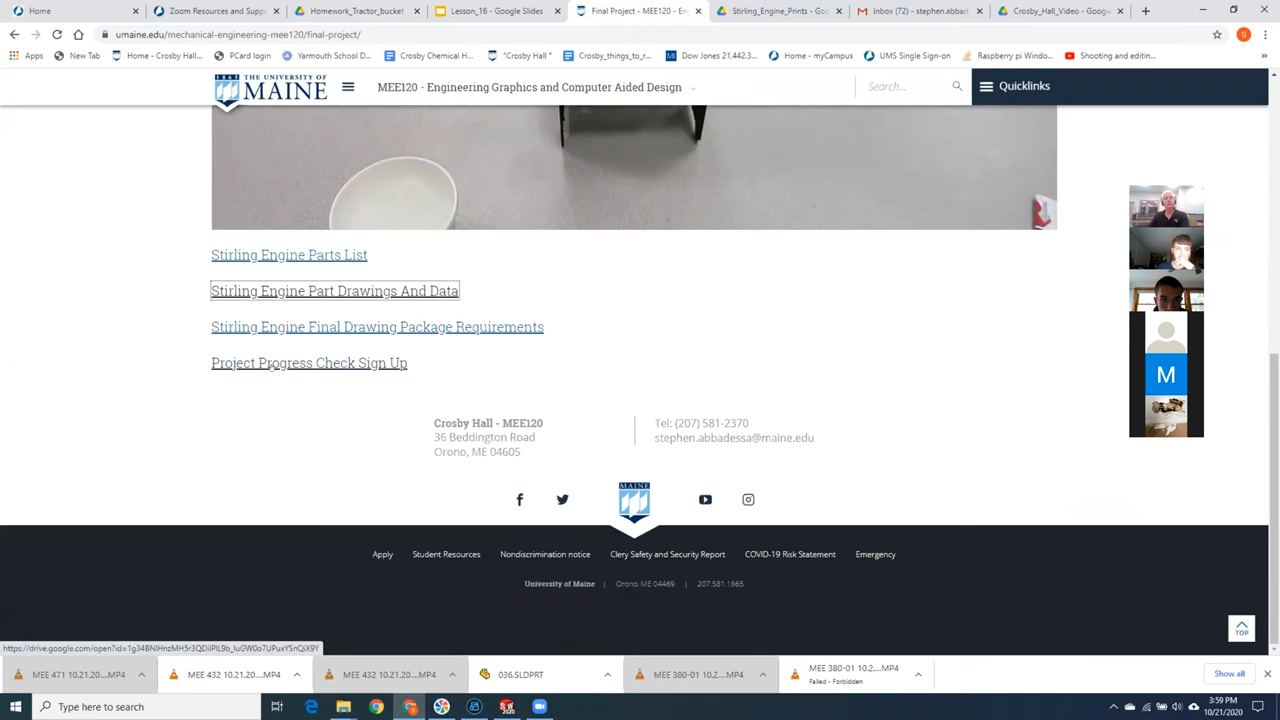 Home
Zoom Resources and Supp
Homework_Tractor_bucket
Lesson_16 - Google Slides
Final Project - MEE120 - En
Stirling_Engine_Prints - Go
Inbox (72) - stephen.abbad
Crosby_Hall_Video - Google
umaine.edu/mechanical-engineering-mee120/final-project/
S
Apps
New Tab
Home - Crosby Hall...
PCard login
Yarmouth School D...
Crosby Chemical H...
"Crosby Hall "
Crosby_things_to_r...
Dow Jones 21,442.3...
Home - myCampus
UMS Single Sign-on
Raspberry pi Windo...
Shooting and editin...
1865 THE UNIVERSITY OF
MAINE
MEE120 - Engineering Graphics and Computer Aided Design
Search...
Quicklinks
Stirling Engine Parts List
Stirling Engine Part Drawings And Data
Stirling Engine Final Drawing Package Requirements
Project Progress Check Sign Up
M
Crosby Hall - MEE120
36 Beddington Road
Orono, ME 04605
Tel: (207) 581-2370
stephen.abbadessa@maine.edu
MAINE
Apply
Student Resources
Nondiscrimination notice
Clery Safety and Security Report
COVID-19 Risk Statement
Emergency
University of Maine | Orono, ME 04469 | 207.581.1865
TOP
MEE 471 10.21.20....MP4
MEE 432 10.21.20....MP4
MEE 432 10.21.20....MP4
036.SLDPRT
MEE 380-01 10.2....MP4
MEE 380-01 10.2....MP4
Failed - Forbidden
Show all
Type here to search
3:59 PM
10/21/2020